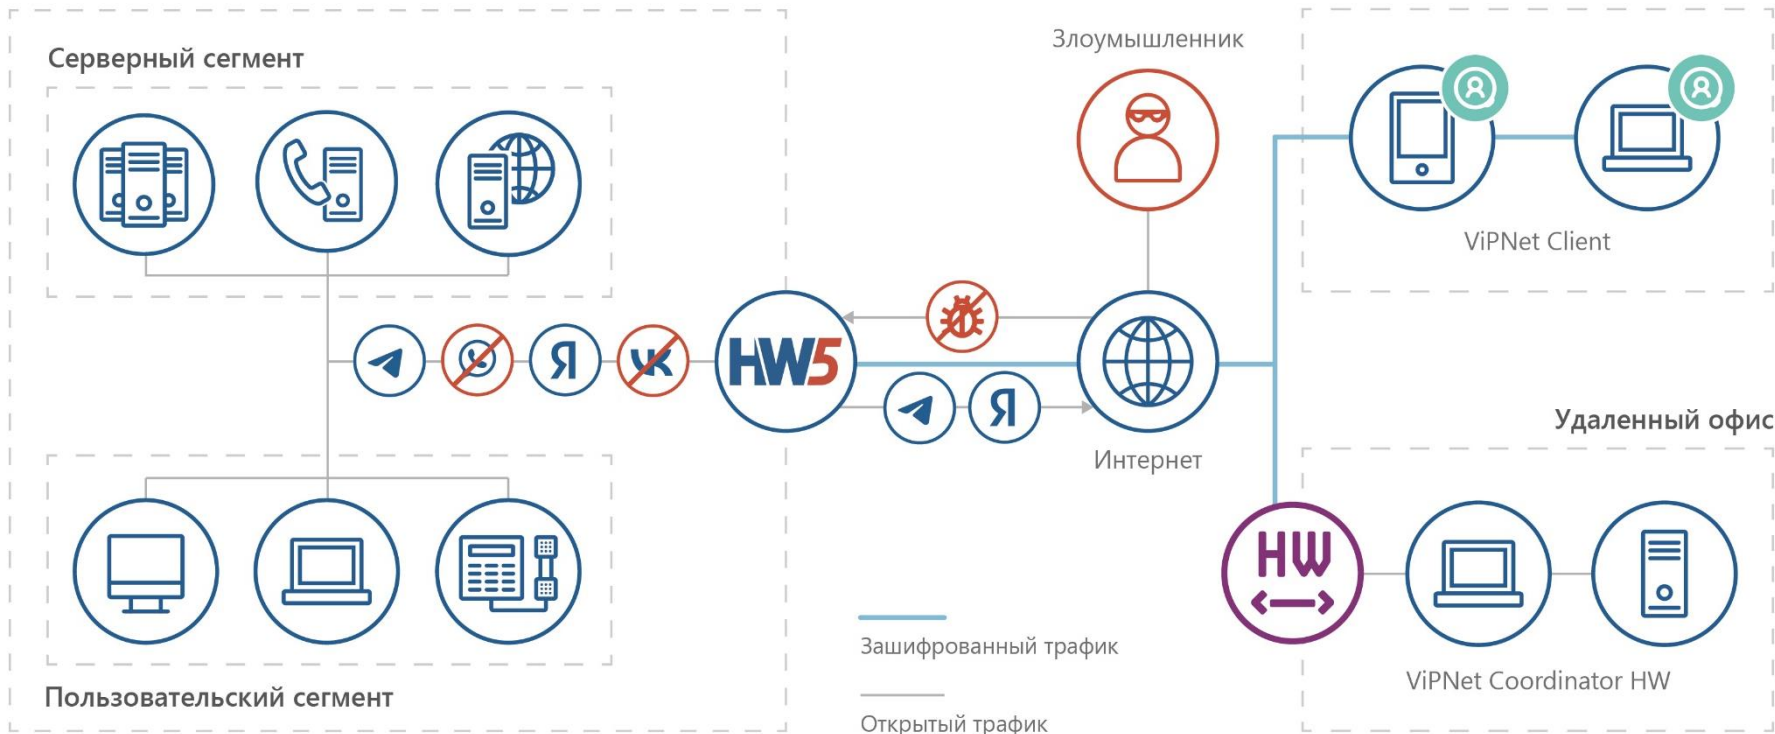 Серверный сегмент
Злоумышленник
ViPNet Client
Я
VK
HW5
Я
Интернет
Удаленный офис
HW
ViPNet Coordinator HW
Зашифрованный трафик
Открытый трафик
Пользовательский сегмент